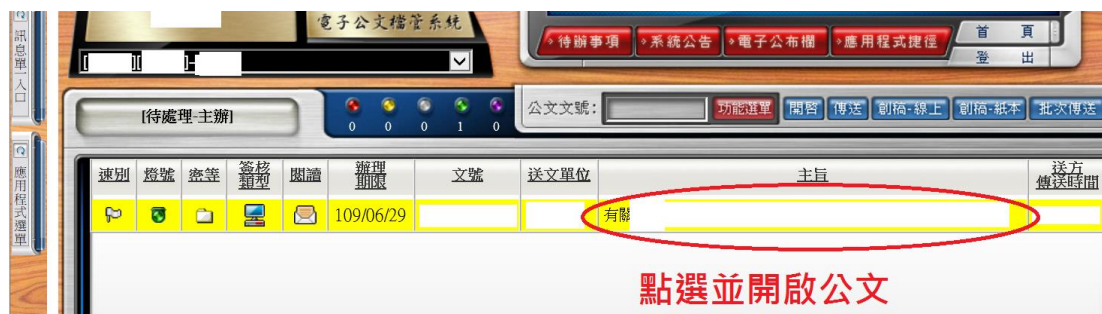 訊息單一入口
應用程式選單
電子公文檔管系統
待辦事項 系統公告 電子公布欄 應用程式捷徑
首 頁
登 出
[待處理-主辦]
0 0 0 1 0
公文文號:
功能選單 開啓 傳送 創稿-線上 創稿-紙本 批次傳送
速別 燈號 密等 簽核類型 閱讀 辦理期限 文號 送文單位 主旨 送方傳送時間
109/06/29 有關
點選並開啟公文